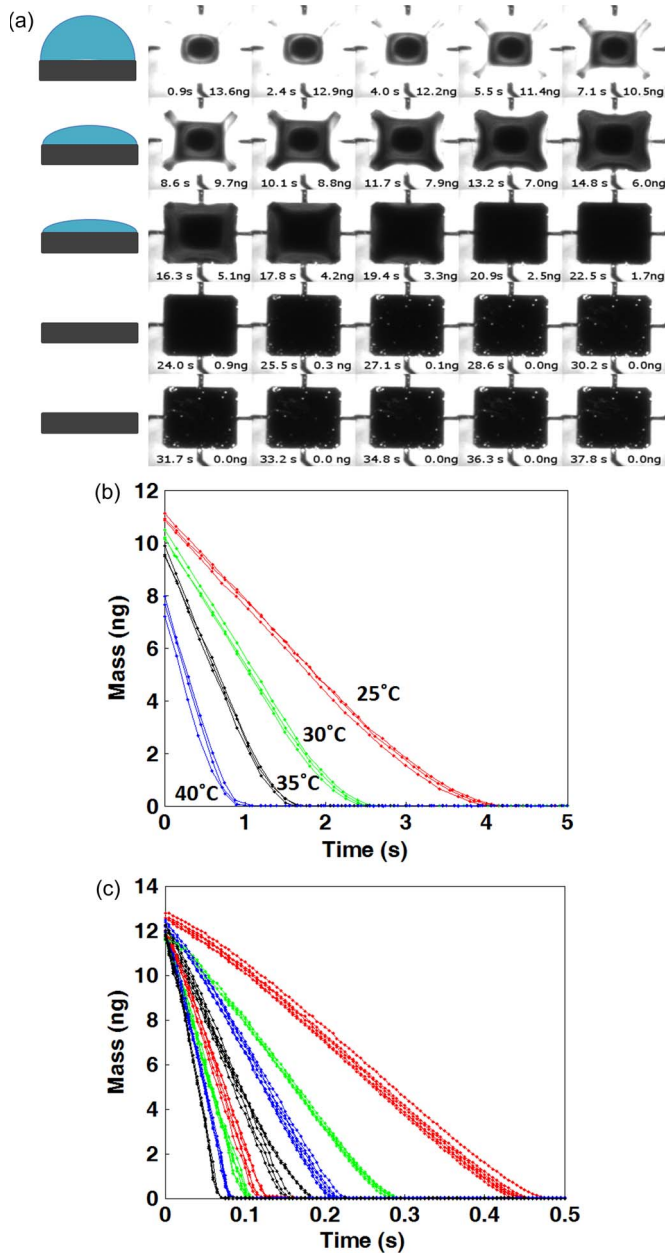 (a)
0.9s 13.6ng 2.4 s 12.9ng 4.0 s 12.2ng 5.5 s 11.4ng 7.1 s 10.5ng
8.6 s 9.7ng 10.1 s 8.8ng 11.7 s 7.9ng 13.2 s 7.0ng 14.8 s 6.0ng
16.3 s 5.1ng 17.8 s 4.2ng 19.4 s 3.3ng 20.9s 2.5ng 22.5 s 1.7ng
24.0 s 0.9ng 25.5 s 0.3 ng 27.1 s 0.1ng 28.6 s 0.0ng 30.2 s 0.0ng
31.7 s 0.0ng 33.2 s 0.0 ng 34.8 s 0.0ng 36.3 s 0.0ng 37.8 s 0.0ng
(b)
12
10
8
6
4
2
0
Mass (ng)
25°C
30°C
35°C
40°C
0 1 2 3 4 5
Time (s)
(c)
14
12
10
8
6
4
2
0
Mass (ng)
0 0.1 0.2 0.3 0.4 0.5
Time (s)